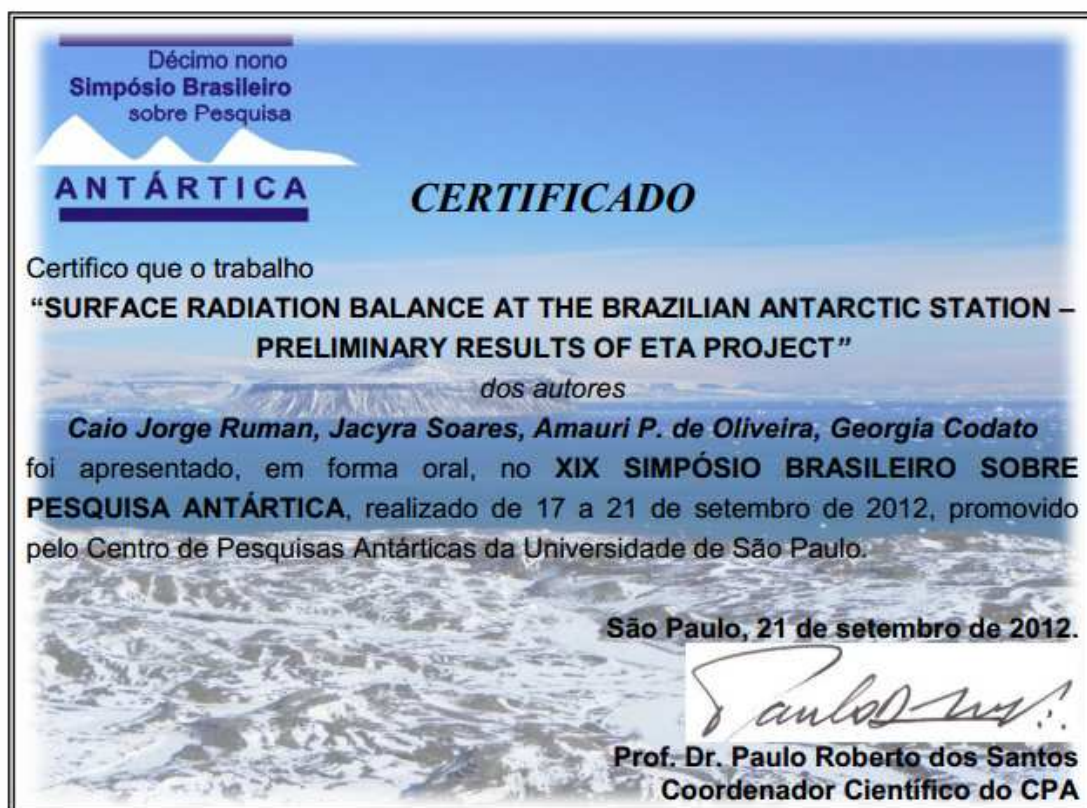 Décimo nono
Simpósio Brasileiro
sobre Pesquisa
ANTÁRTICA
CERTIFICADO
Certifico que o trabalho
“SURFACE RADIATION BALANCE AT THE BRAZILIAN ANTARCTIC STATION –
PRELIMINARY RESULTS OF ETA PROJECT”
dos autores
Caio Jorge Ruman, Jacyra Soares, Amauri P. de Oliveira, Georgia Codato
foi apresentado, em forma oral, no XIX SIMPÓSIO BRASILEIRO SOBRE
PESQUISA ANTÁRTICA, realizado de 17 a 21 de setembro de 2012, promovido
pelo Centro de Pesquisas Antárticas da Universidade de São Paulo.
São Paulo, 21 de setembro de 2012.
Prof. Dr. Paulo Roberto dos Santos
Coordenador Científico do CPA